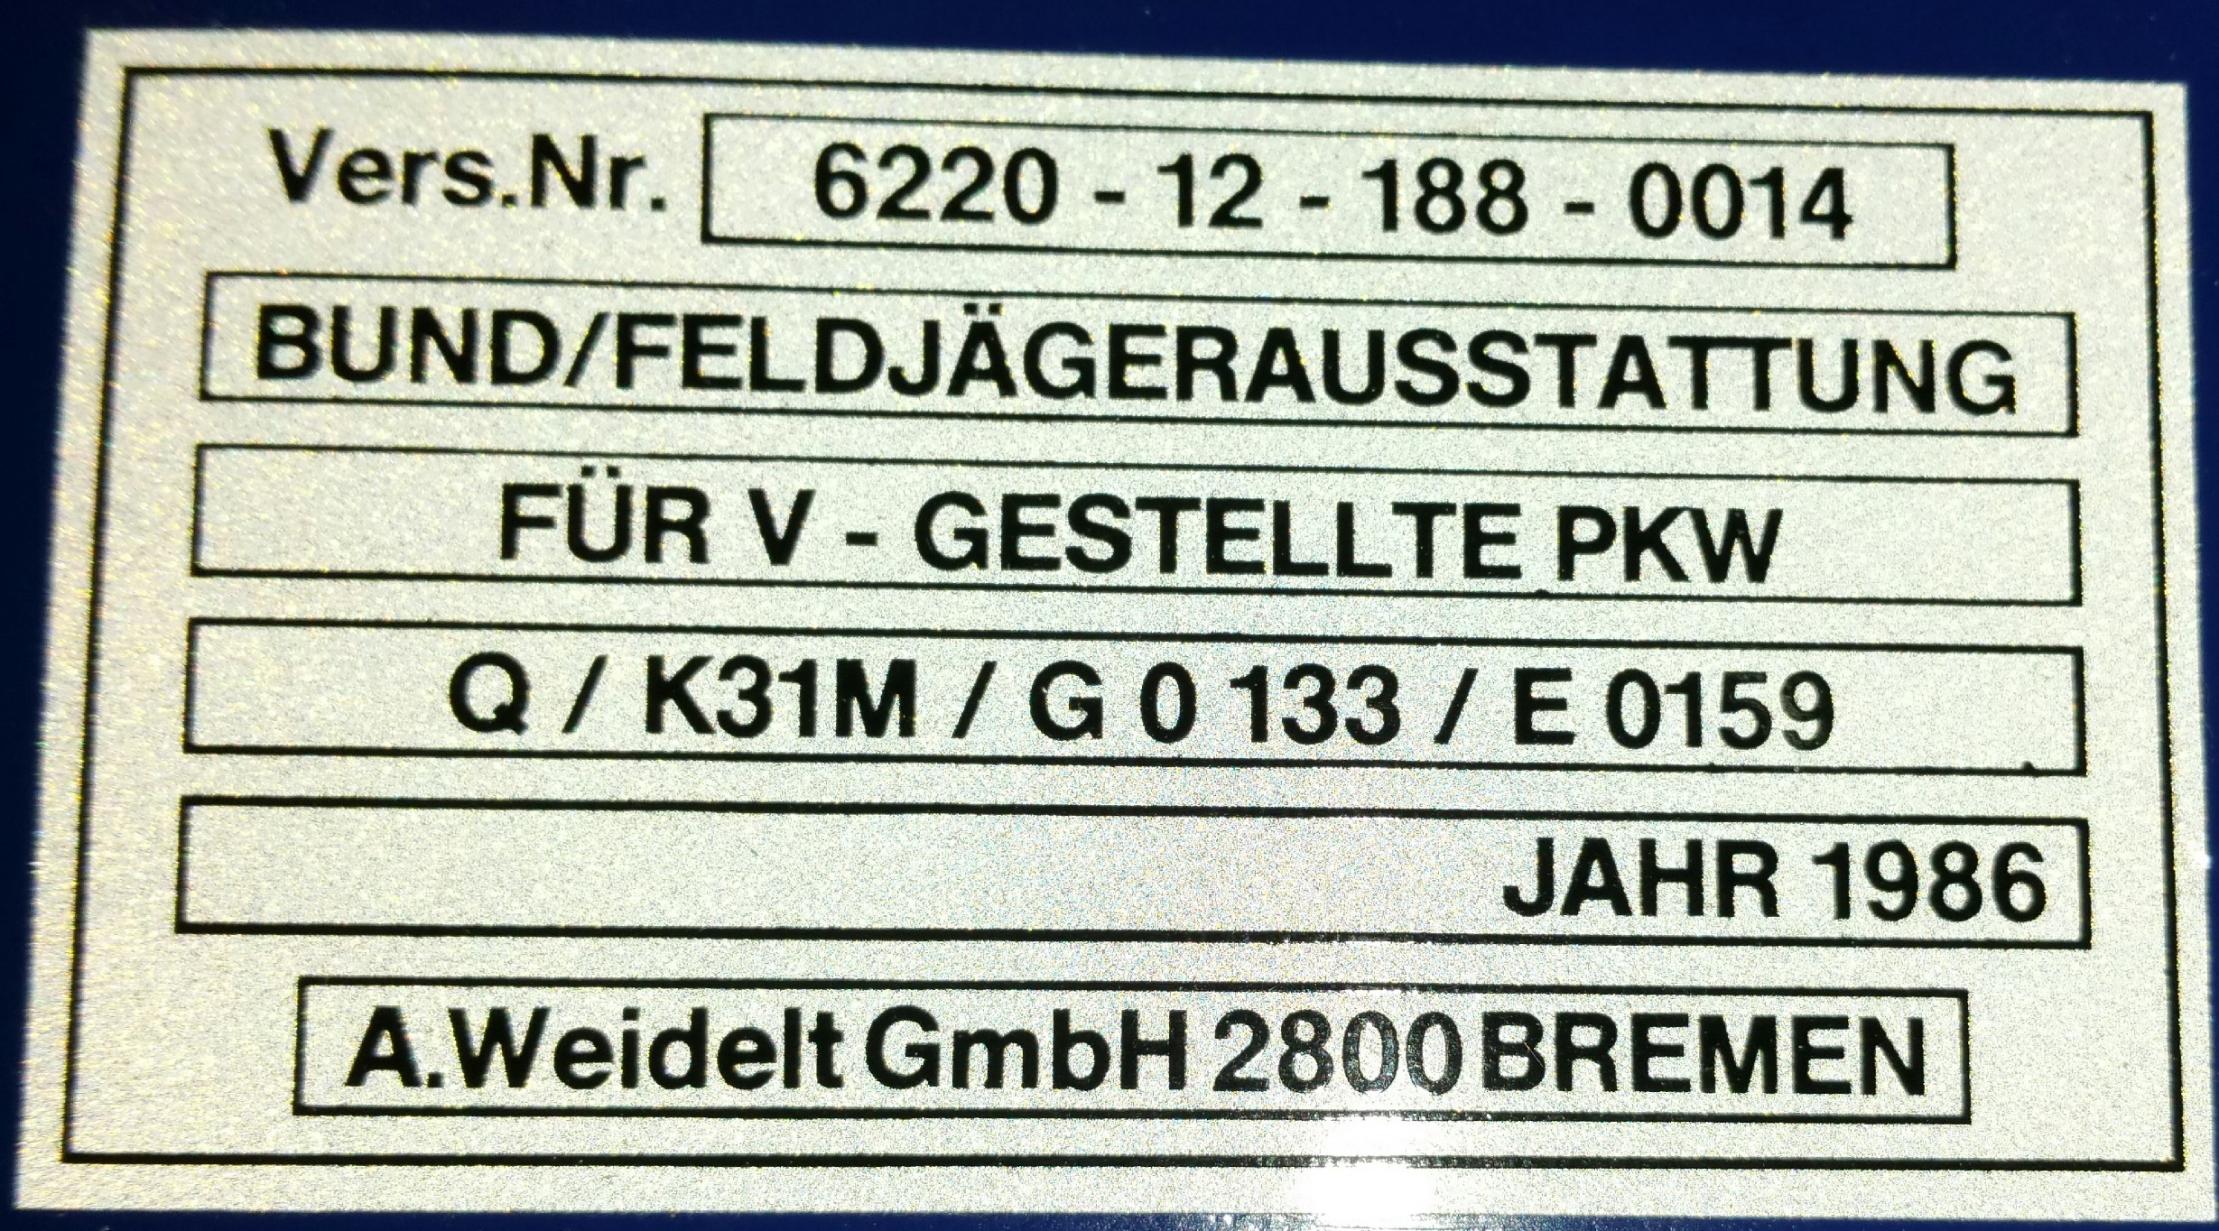 Vers.Nr. 6220 - 12 - 188 - 0014
BUND/FELDJÄGERAUSSTATTUNG
FÜR V - GESTELLTE PKW
Q / K31M / G 0 133 / E 0159
JAHR 1986
A.Weidelt GmbH 2800 BREMEN